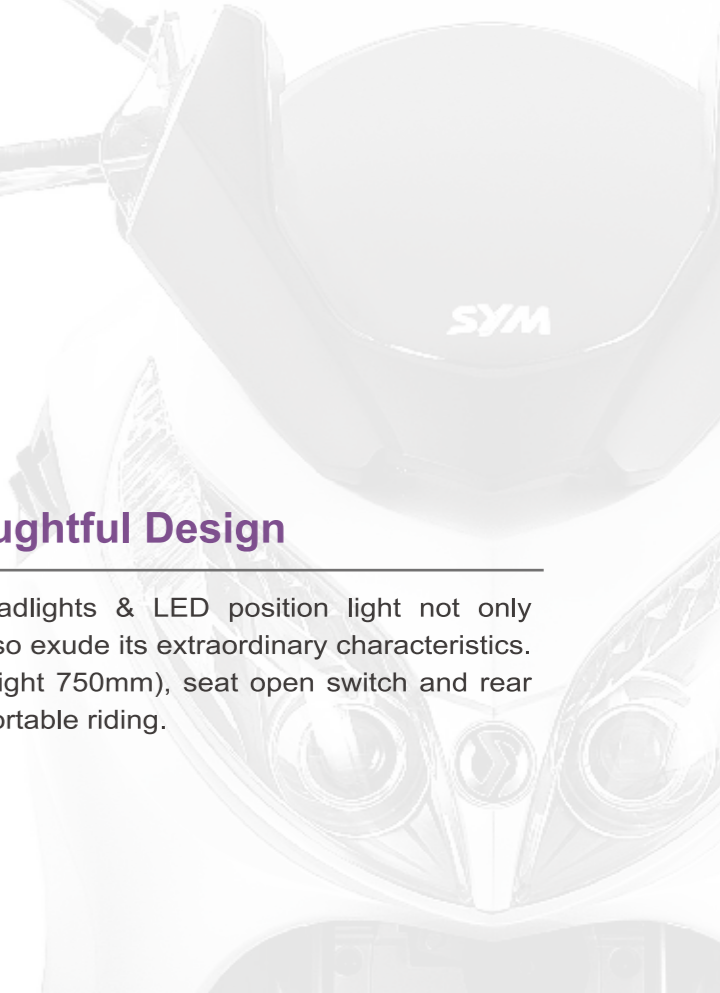 SYM
ughtful Design
adlights & LED position light not only
so exude its extraordinary characteristics.
ight 750mm), seat open switch and rear
ortable riding.